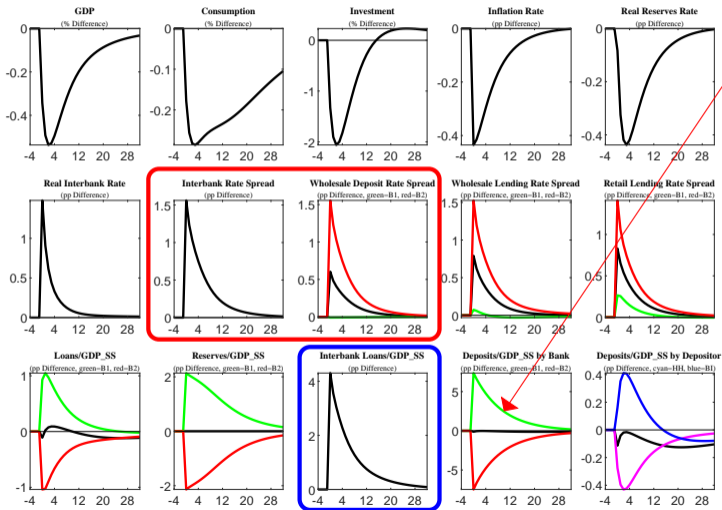 GDP
(% Difference)
0
-0.2
-0.4
-4 4 12 20 28
Consumption
(% Difference)
0
-0.1
-0.2
-4 4 12 20 28
Investment
(% Difference)
0
-1
-2
-4 4 12 20 28
Inflation Rate
(pp Difference)
0
-0.2
-0.4
-4 4 12 20 28
Real Reserves Rate
(pp Difference)
0
-0.2
-0.4
-4 4 12 20 28
Real Interbank Rate
(pp Difference)
1
0.5
0
-4 4 12 20 28
Interbank Rate Spread
(pp Difference)
1.5
1
0.5
0
-4 4 12 20 28
Wholesale Deposit Rate Spread
(pp Difference, green-B1, red-B2)
1.5
1
0.5
0
-4 4 12 20 28
Wholesale Lending Rate Spread
(pp Difference, green-B1, red-B2)
1.5
1
0.5
0
-4 4 12 20 28
Retail Lending Rate Spread
(pp Difference, green-B1, red-B2)
1
0.5
0
-4 4 12 20 28
Loans/GDP_SS
(pp Difference, green-B1, red-B2)
1
0
-1
-4 4 12 20 28
Reserves/GDP_SS
(pp Difference, green-B1, red-B2)
2
0
-2
-4 4 12 20 28
Interbank Loans/GDP_SS
(pp Difference)
4
2
0
-4 4 12 20 28
Deposits/GDP_SS by Bank
(pp Difference, green-B1, red-B2)
5
0
-5
-4 4 12 20 28
Deposits/GDP_SS by Depositor
(pp Difference, cyan-HH, blue-BI)
0.4
0.2
0
-0.2
-0.4
-4 4 12 20 28